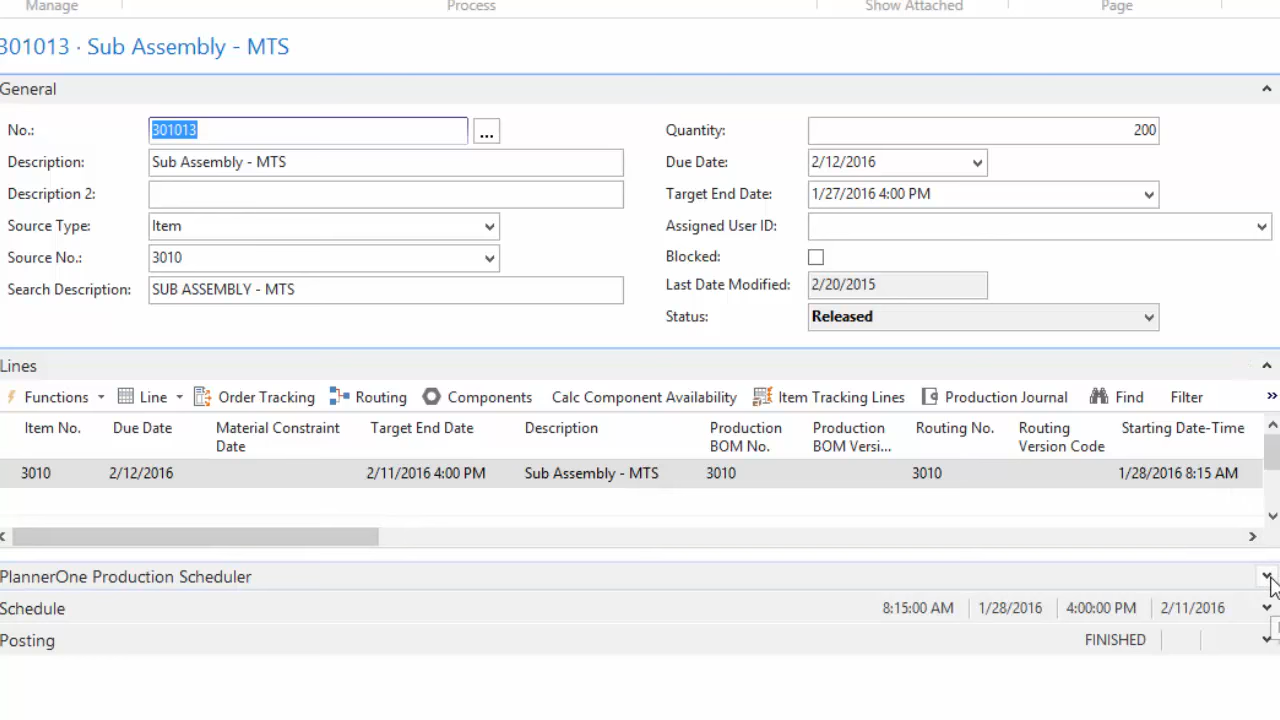 Manage Process Show Attached Page
301013 · Sub Assembly - MTS
General
No.: 301013 ... Quantity: 200
Description: Sub Assembly - MTS Due Date: 2/12/2016
Description 2: Target End Date: 1/27/2016 4:00 PM
Source Type: Item Assigned User ID:
Source No.: 3010 Blocked:
Last Date Modified: 2/20/2015
Search Description: SUB ASSEMBLY - MTS
Status: Released
Lines
Functions Line Order Tracking Routing Components Calc Component Availability Item Tracking Lines Production Journal Find Filter »
Item No. Due Date Material Constraint Target End Date Description Production Production Routing No. Routing Starting Date-Time
Date BOM No. BOM Versi... Version Code
3010 2/12/2016 2/11/2016 4:00 PM Sub Assembly - MTS 3010 3010 1/28/2016 8:15 AM
PlannerOne Production Scheduler
Schedule 8:15:00 AM 1/28/2016 4:00:00 PM 2/11/2016
Posting FINISHED